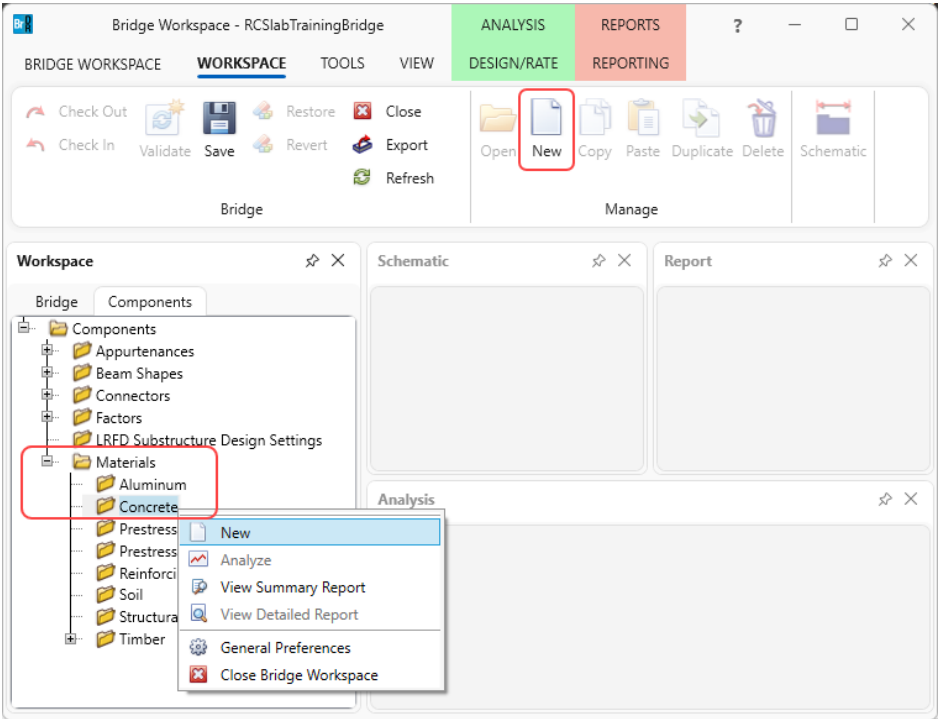 Br
Bridge Workspace - RCSlabTrainingBridge
ANALYSIS
REPORTS
?
BRIDGE WORKSPACE
WORKSPACE
TOOLS
VIEW
DESIGN/RATE
REPORTING
Check Out
Check In
Validate
Save
Restore
Revert
Close
Export
Refresh
Bridge
Open
New
Copy
Paste
Duplicate
Delete
Schematic
Manage
Workspace
Bridge
Components
Components
Appurtenances
Beam Shapes
Connectors
Factors
LRFD Substructure Design Settings
Materials
Aluminum
Concrete
Prestress
Prestress
Reinforci
Soil
Structura
Timber
New
Analyze
View Summary Report
View Detailed Report
General Preferences
Close Bridge Workspace
Schematic
Report
Analysis